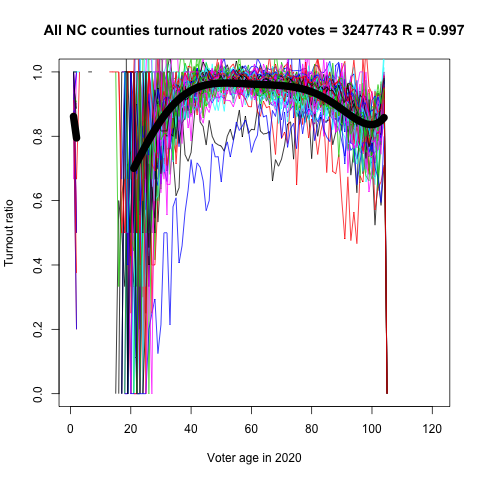 All NC counties turnout ratios 2020 votes = 3247743 R = 0.997
1.0
0.8
0.6
0.4
0.2
0.0
Turnout ratio
0 20 40 60 80 100 120
Voter age in 2020